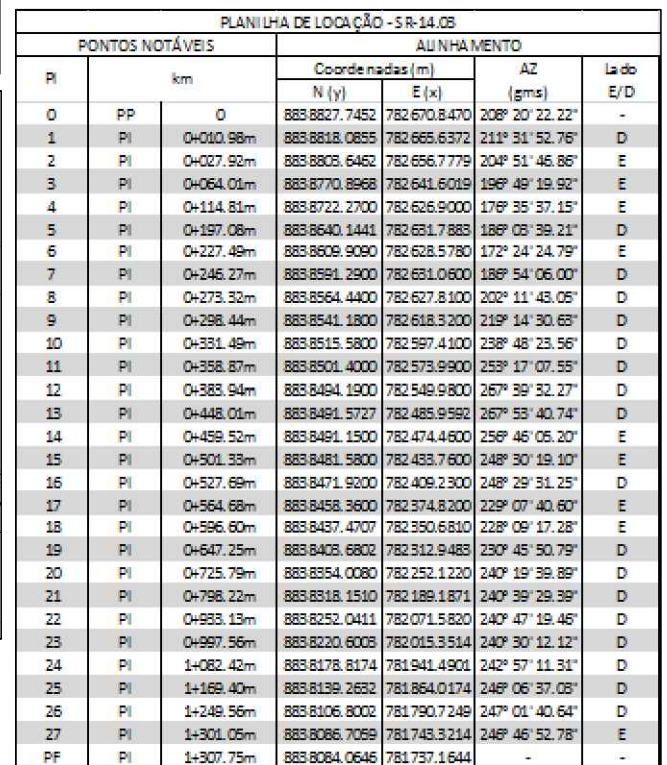 PLANILHA DE LOCAÇÃO - SR-14.03
PONTOS NOTÁVEIS ALINHAMENTO
PI km Coordenadas (m) AZ Lado
N (y) E (x) (gms) E/D
0 PP 0 8838827.7452 782670.8470 208° 20' 22.22" -
1 PI 0+010.98m 8838818.0855 782665.6372 211° 31' 52.76" D
2 PI 0+027.92m 8838803.6462 782656.7779 204° 51' 46.86" E
3 PI 0+064.01m 8838770.8968 782641.6019 196° 49' 19.92" E
4 PI 0+114.81m 8838722.2700 782626.9000 176° 35' 37.15" E
5 PI 0+197.08m 8838640.1441 782631.7883 186° 03' 39.21" D
6 PI 0+227.49m 8838609.9090 782628.5780 172° 24' 24.79" E
7 PI 0+246.27m 8838591.2900 782631.0600 186° 54' 06.00" D
8 PI 0+273.32m 8838564.4400 782627.8100 202° 11' 43.05" D
9 PI 0+298.44m 8838541.1800 782618.3200 219° 14' 30.63" D
10 PI 0+331.49m 8838515.5800 782597.4100 238° 48' 23.56" D
11 PI 0+358.87m 8838501.4000 782573.9900 253° 17' 07.55" D
12 PI 0+383.94m 8838494.1900 782549.9800 267° 39' 32.27" D
13 PI 0+448.01m 8838491.5727 782485.9592 267° 53' 40.74" D
14 PI 0+459.52m 8838491.1500 782474.4600 256° 46' 05.20" E
15 PI 0+501.33m 8838481.5800 782433.7600 248° 30' 19.10" E
16 PI 0+527.69m 8838471.9200 782409.2300 248° 29' 31.25" D
17 PI 0+564.68m 8838458.3600 782374.8200 229° 07' 40.60" E
18 PI 0+596.60m 8838437.4707 782350.6810 228° 09' 17.28" E
19 PI 0+647.25m 8838403.6802 782312.9483 230° 45' 50.79" D
20 PI 0+725.79m 8838354.0080 782252.1220 240° 19' 39.89" D
21 PI 0+798.22m 8838318.1510 782189.1871 240° 39' 29.39" D
22 PI 0+933.13m 8838252.0411 782071.5820 240° 47' 19.46" D
23 PI 0+997.56m 8838220.6003 782015.3514 240° 30' 12.12" D
24 PI 1+082.42m 8838178.8174 781941.4901 242° 57' 11.31" D
25 PI 1+169.40m 8838139.2632 781864.0174 246° 06' 37.03" D
26 PI 1+249.56m 8838106.8002 781790.7249 247° 01' 40.64" D
27 PI 1+301.05m 8838086.7059 781743.3214 246° 46' 52.78" E
PF PI 1+307.75m 8838084.0646 781737.1644 - -